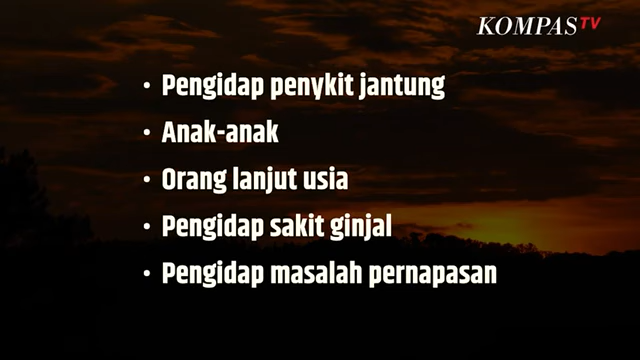 KOMPASTV
• Pengidap penykit jantung
• Anak-anak
• Orang lanjut usia
• Pengidap sakit ginjal
• Pengidap masalah pernapasan